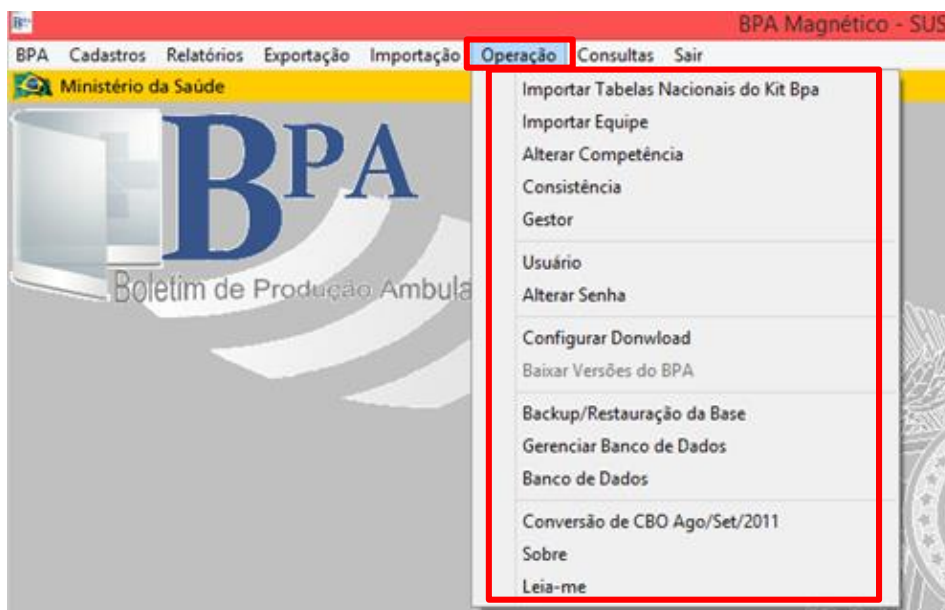 BPA Magnético - SUS
BPA Cadastros Relatórios Exportação Importação Operação Consultas Sair
Ministério da Saúde
BPA
Boletim de Produção Ambula
Importar Tabelas Nacionais do Kit Bpa
Importar Equipe
Alterar Competência
Consistência
Gestor
Usuário
Alterar Senha
Configurar Donwload
Baixar Versões do BPA
Backup/Restauração da Base
Gerenciar Banco de Dados
Banco de Dados
Conversão de CBO Ago/Set/2011
Sobre
Leia-me